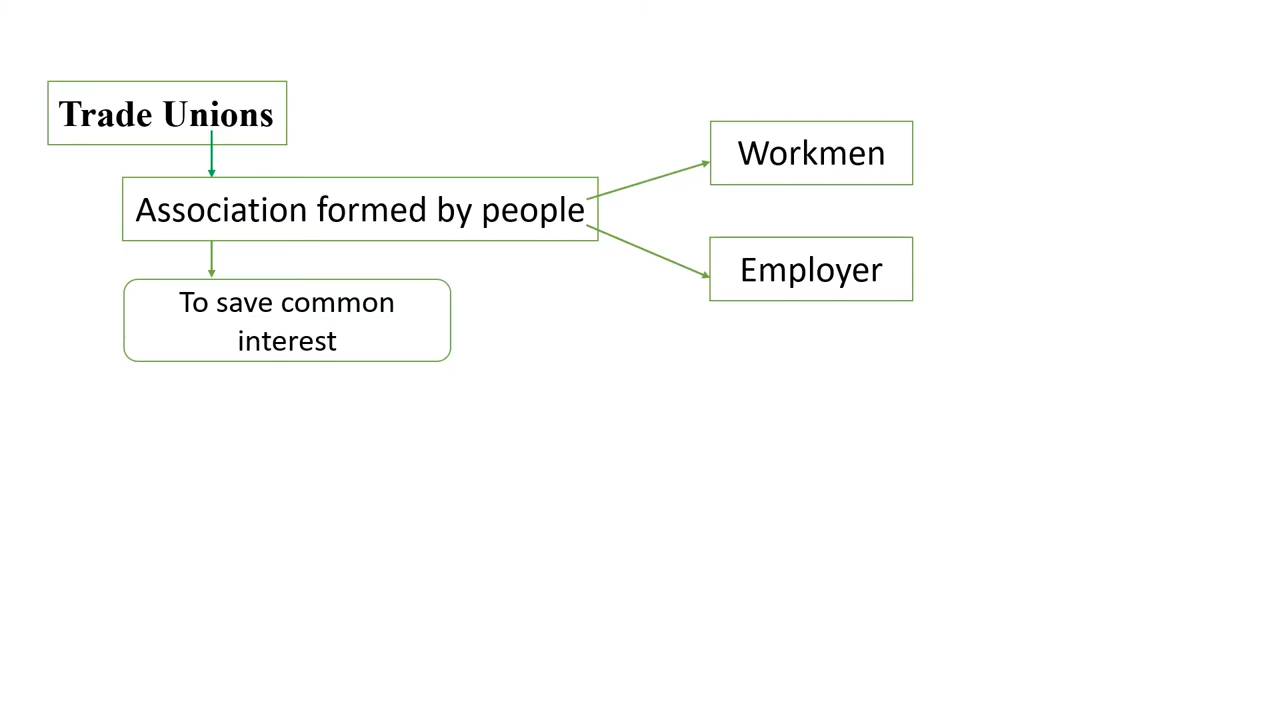 Trade Unions
Association formed by people
Workmen
Employer
To save common
interest